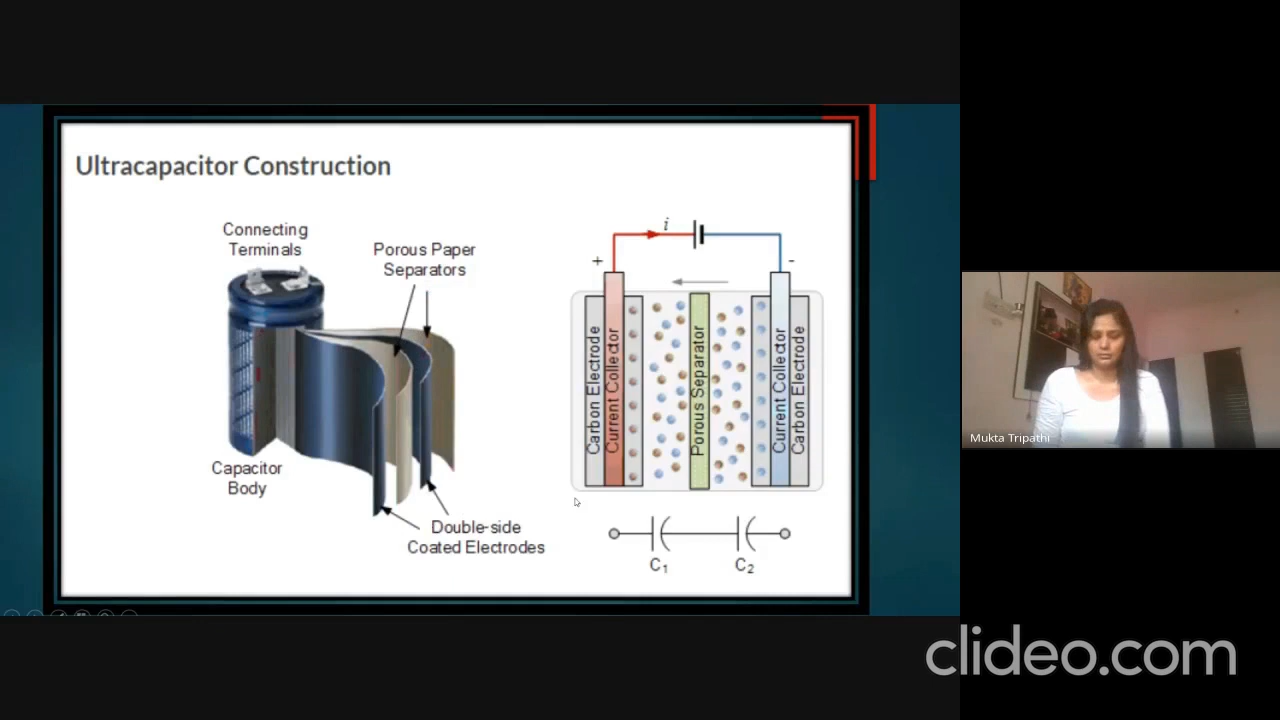 Ultracapacitor Construction
Connecting
Terminals
Porous Paper
Separators
Capacitor
Body
Double-side
Coated Electrodes
i
+
-
Carbon Electrode
Current Collector
Porous Separator
Current Collector
Carbon Electrode
C1
C2
Mukta Tripathi
clideo.com